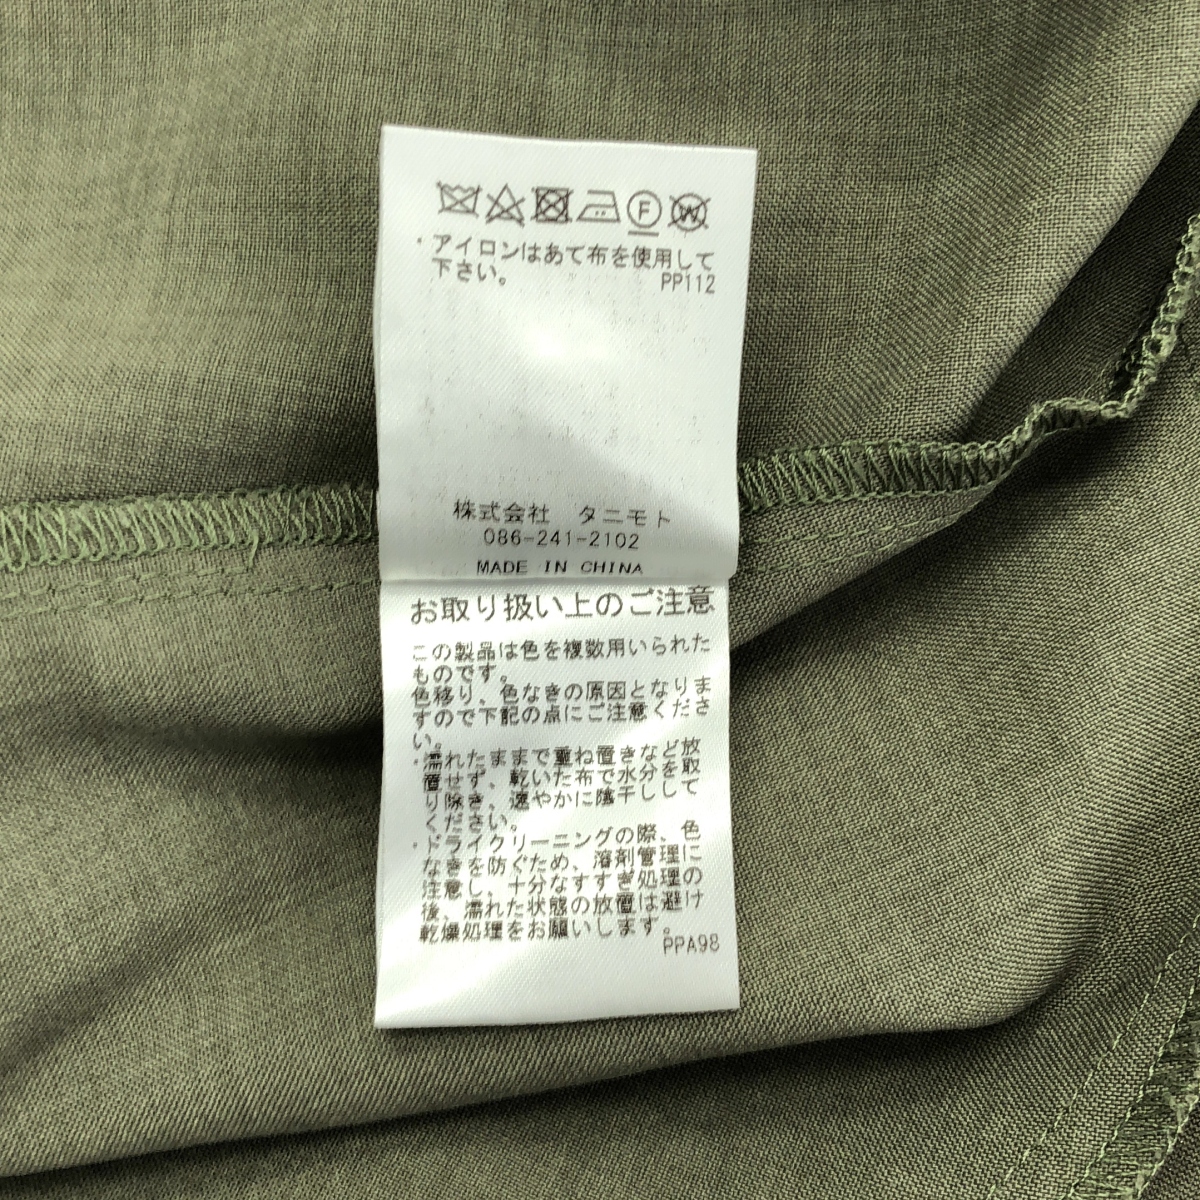 F W
・アイロンはあて布を使用して
下さい。 PP112
株式会社 タニモト
086-241-2102
MADE IN CHINA
お取り扱い上のご注意
この製品は色を複数用いられた
ものです。
色移り、色なきの原因となりま
すので下記の点にご注意くださ
い。
・濡れたままで重ね置きなど放
置せず、乾いた布で水分を取
り除き、速やかに陰干しして
ください。
・ドライクリーニングの際、色
なきを防ぐため、溶剤管理に
注意し、十分なすすぎ処理の
後、濡れた状態の放置は避け
乾燥処理をお願いします。
PPA98